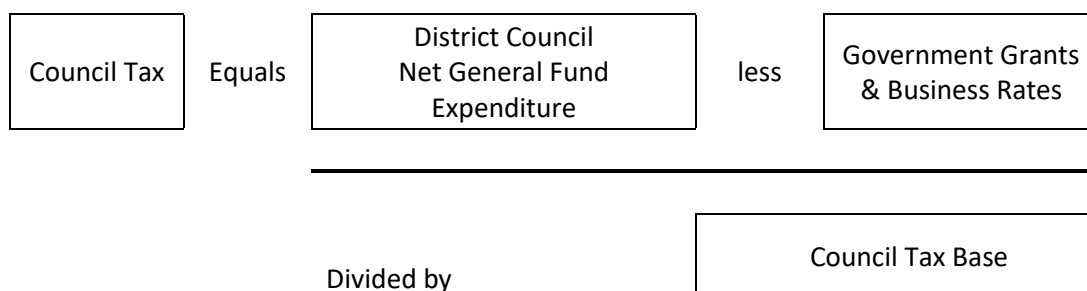 Council Tax
Equals
District Council
Net General Fund
Expenditure
less
Government Grants
& Business Rates
Divided by
Council Tax Base